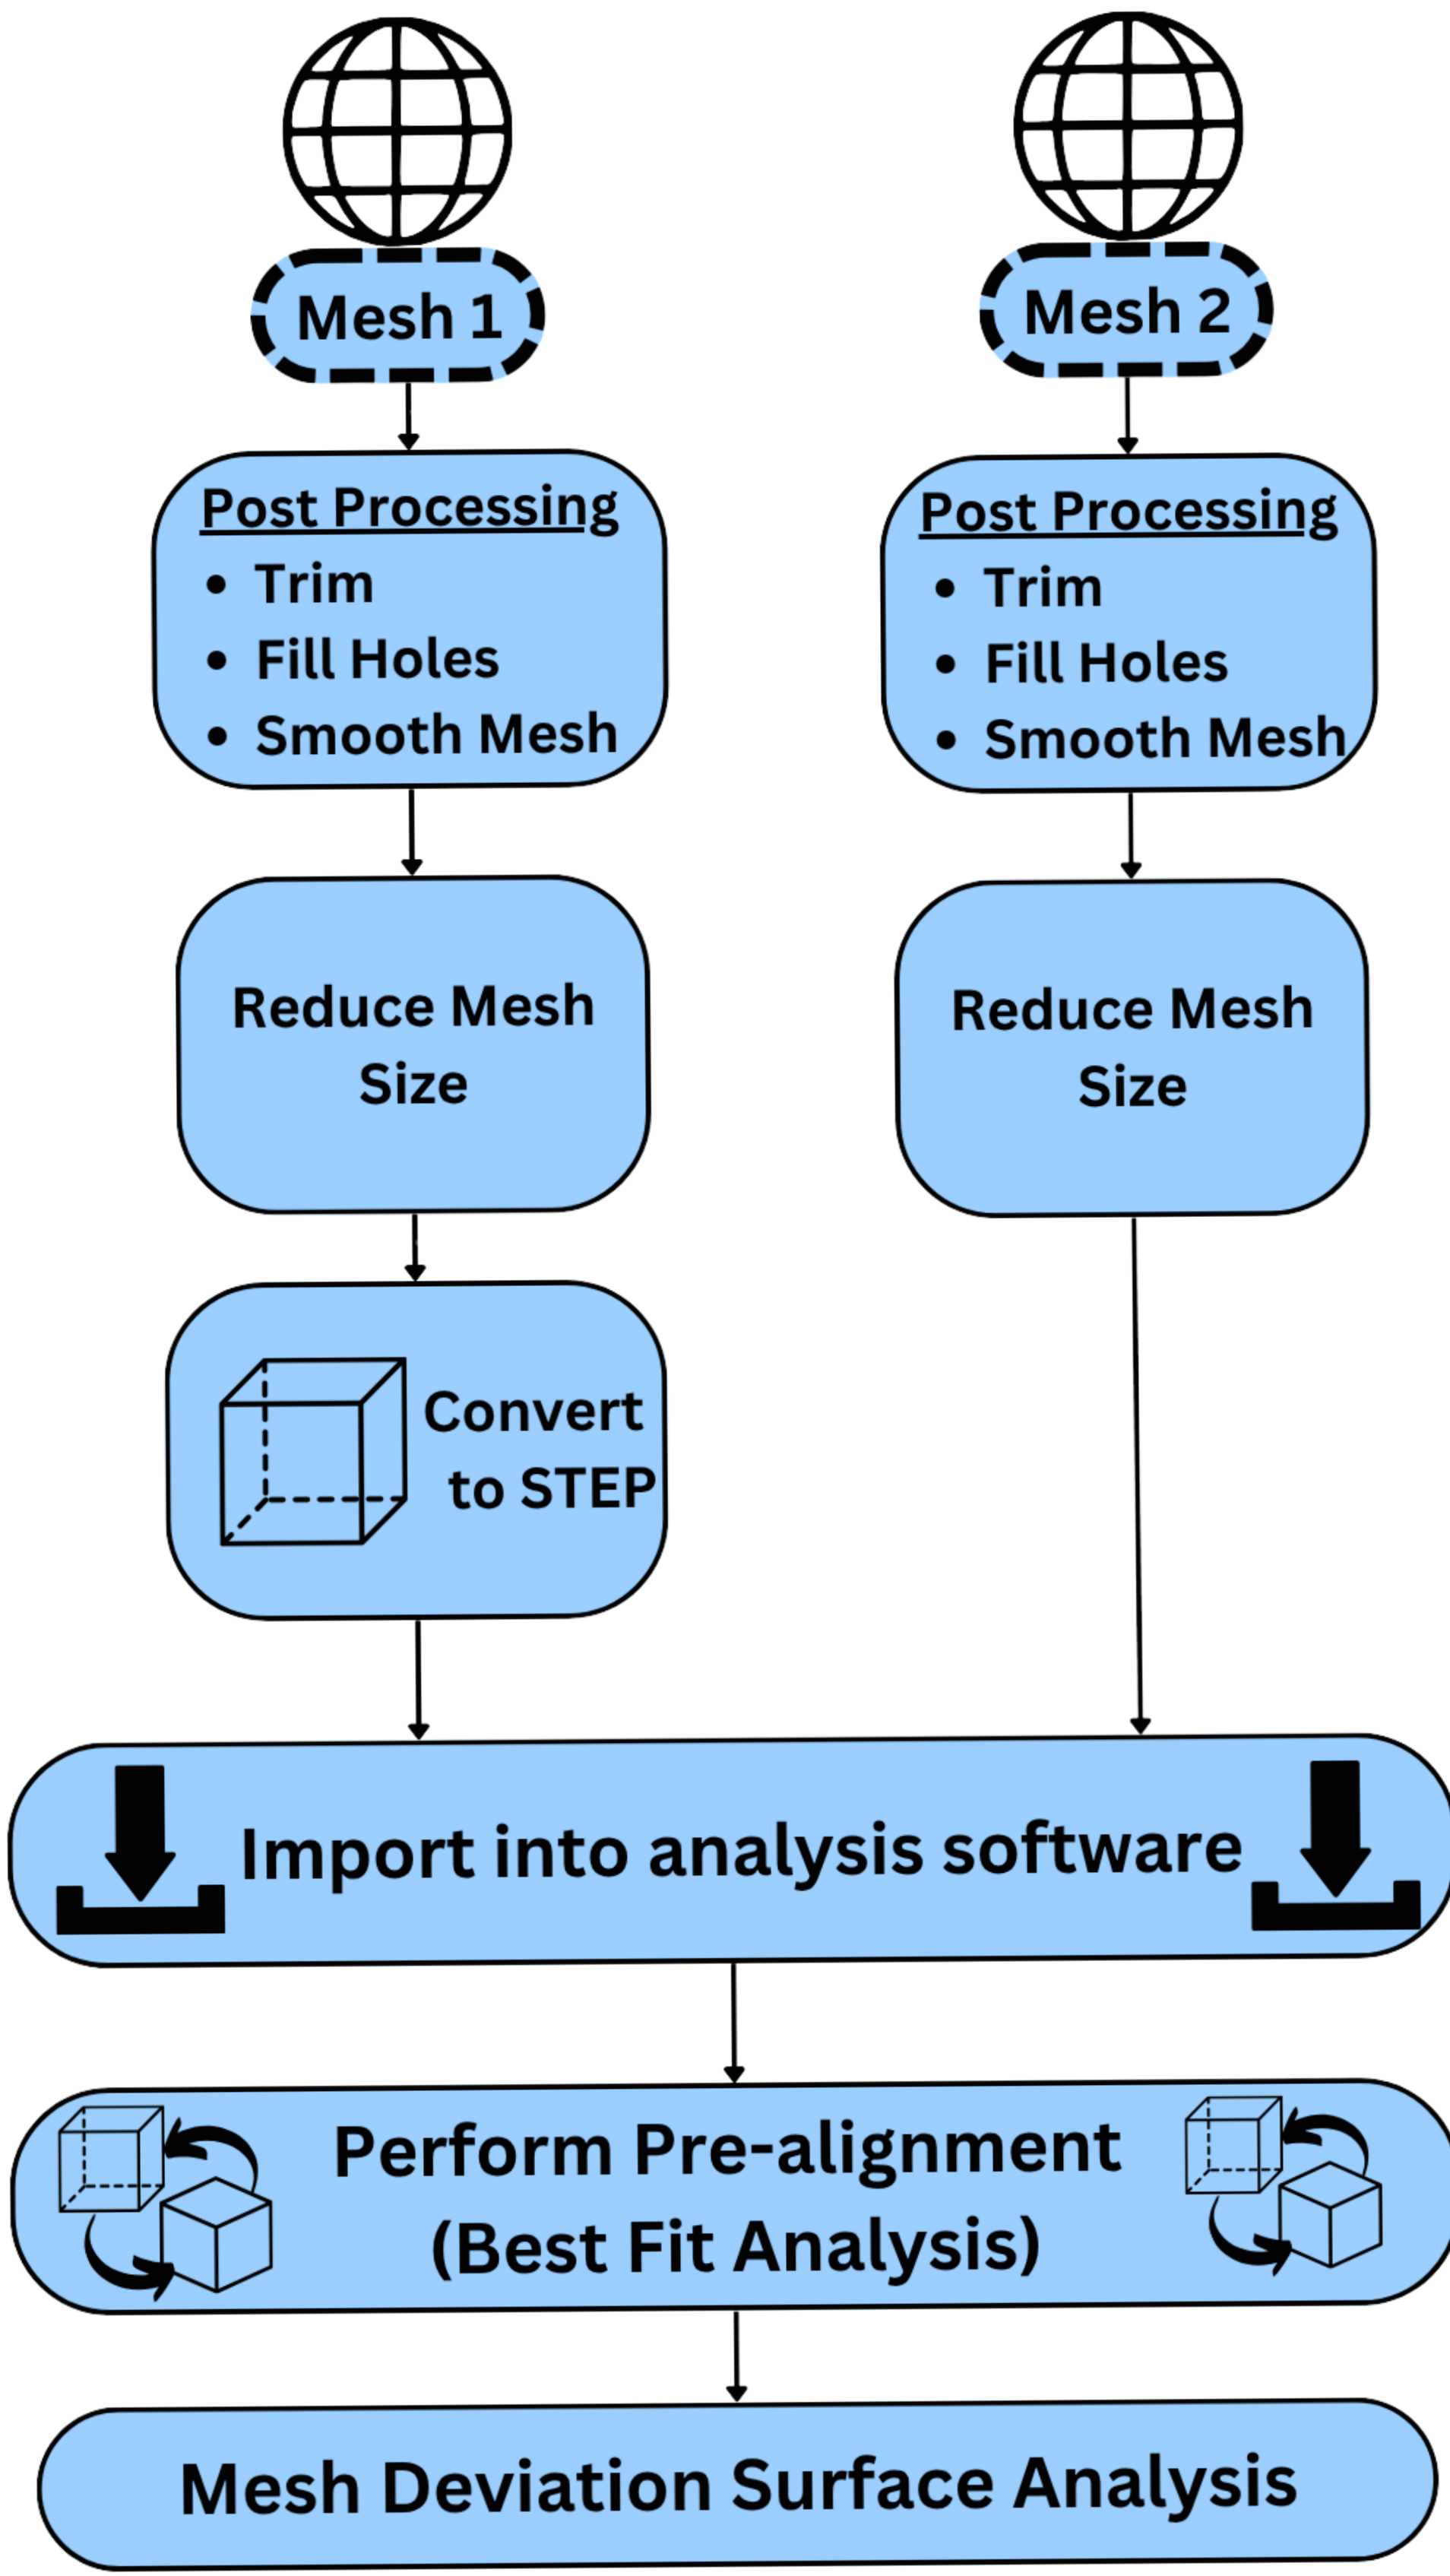 Mesh 1
Mesh 2
Post Processing
• Trim
• Fill Holes
• Smooth Mesh
Post Processing
• Trim
• Fill Holes
• Smooth Mesh
Reduce Mesh
Size
Reduce Mesh
Size
Convert
to STEP
Import into analysis software
Perform Pre-alignment
(Best Fit Analysis)
Mesh Deviation Surface Analysis